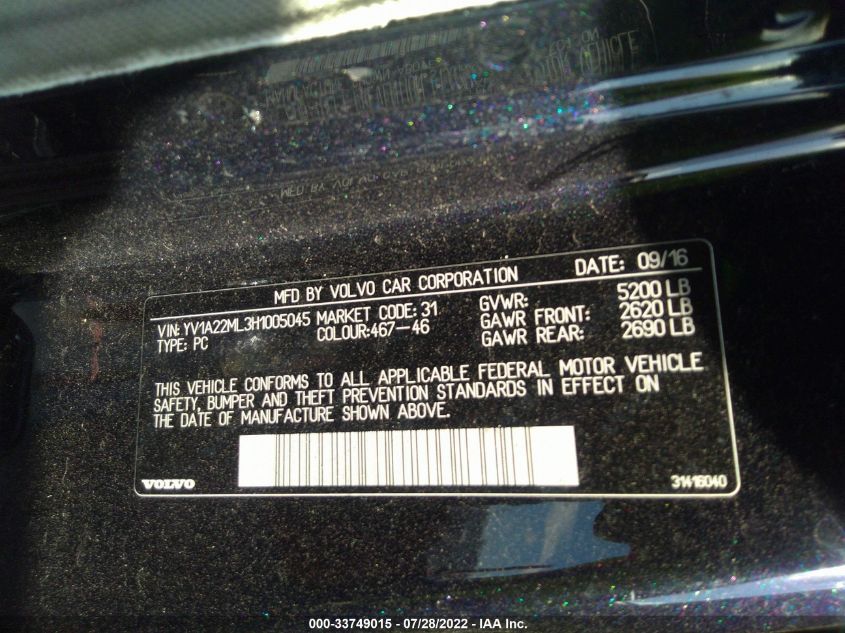 MFD BY VOLVO CAR CORPORATION DATE: 09/16
VIN: YV1A22ML3H1005045 MARKET CODE: 31 GVWR: 5200 LB
TYPE: PC COLOUR:467-46 GAWR FRONT: 2620 LB
GAWR REAR: 2690 LB
THIS VEHICLE CONFORMS TO ALL APPLICABLE FEDERAL MOTOR VEHICLE
SAFETY, BUMPER AND THEFT PREVENTION STANDARDS IN EFFECT ON
THE DATE OF MANUFACTURE SHOWN ABOVE.
VOLVO 31416040
000-33749015 - 07/28/2022 - IAA Inc.